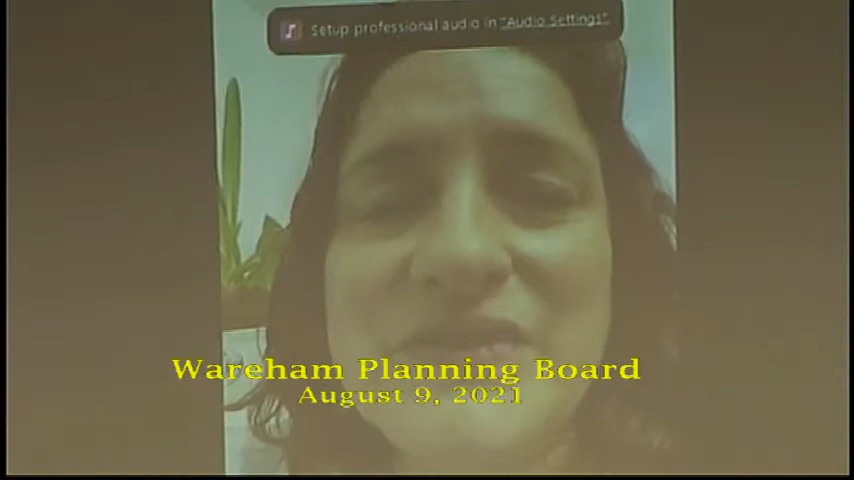 Setup professional audio in "Audio Settings"
Wareham Planning Board
August 9, 2021